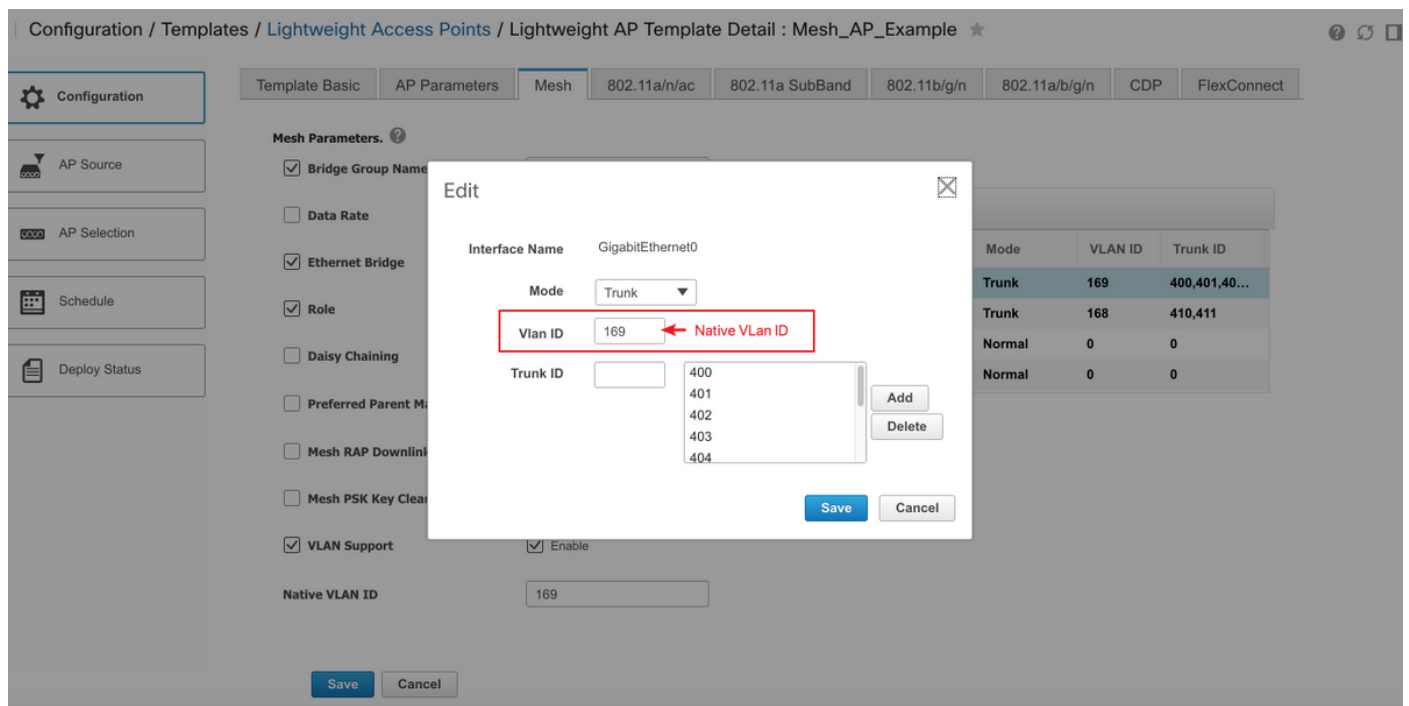 Configuration / Templates / Lightweight Access Points / Lightweight AP Template Detail : Mesh_AP_Example
Configuration
AP Source
AP Selection
Schedule
Deploy Status
Template Basic AP Parameters Mesh 802.11a/n/ac 802.11a SubBand 802.11b/g/n 802.11a/b/g/n CDP FlexConnect
Mesh Parameters. ?
Bridge Group Name
Data Rate
Ethernet Bridge
Role
Daisy Chaining
Preferred Parent
Mesh RAP Downlink
Mesh PSK Key
VLAN Support Enable
Native VLAN ID 169
Save Cancel
Mode VLAN ID Trunk ID
Trunk 169 400,401,40...
Trunk 168 410,411
Normal 0 0
Normal 0 0
Edit
Interface Name GigabitEthernet0
Mode Trunk
Vlan ID 169 Native VLan ID
Trunk ID
400
401
402
403
404
Add
Delete
Save Cancel